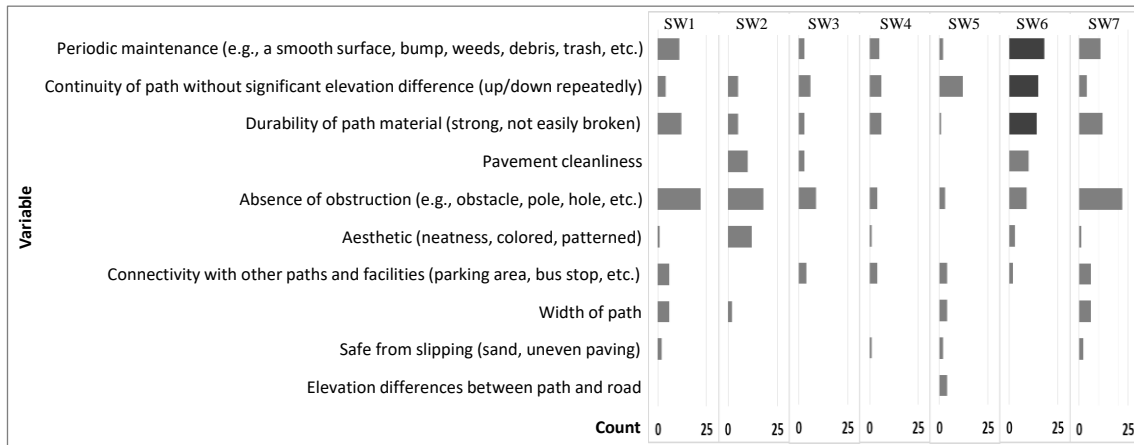 SW1 SW2 SW3 SW4 SW5 SW6 SW7
Periodic maintenance (e.g., a smooth surface, bump, weeds, debris, trash, etc.)
Continuity of path without significant elevation difference (up/down repeatedly)
Durability of path material (strong, not easily broken)
Pavement cleanliness
Absence of obstruction (e.g., obstacle, pole, hole, etc.)
Variable
Aesthetic (neatness, colored, patterned)
Connectivity with other paths and facilities (parking area, bus stop, etc.)
Width of path
Safe from slipping (sand, uneven paving)
Elevation differences between path and road
Count 0 25 0 25 0 25 0 25 0 25 0 25 0 25